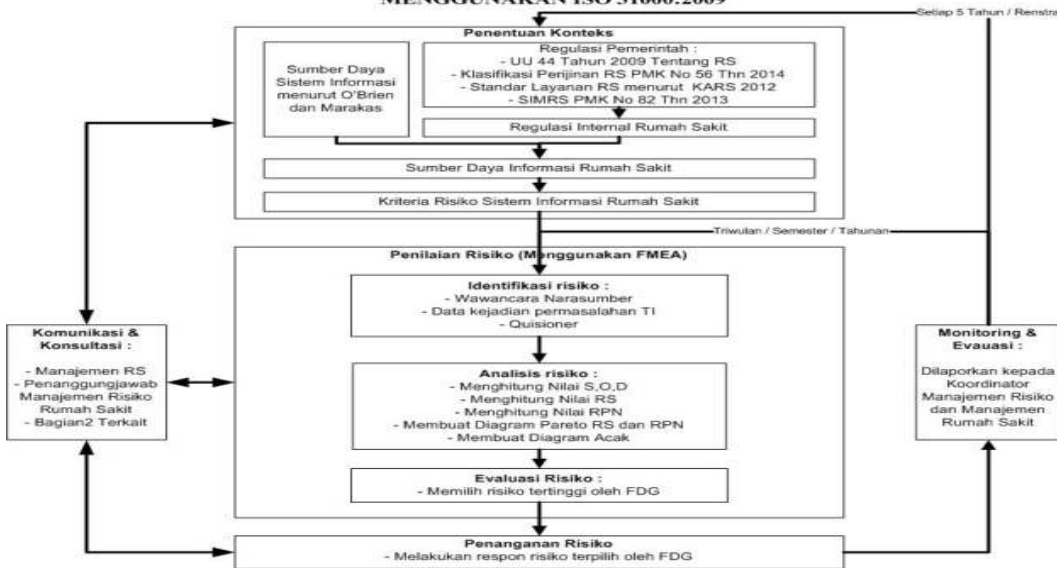 MENGGUNAKAN ISO 31000:2009
Setiap 5 Tahun / Renstra
Penentuan Konteks
Sumber Daya
Sistem Informasi
menurut O'Brien
dan Marakas
Regulasi Pemerintah :
- UU 44 Tahun 2009 Tentang RS
- Klasifikasi Perijinan RS PMK No 56 Thn 2014
- Standar Layanan RS menurut KARS 2012
- SIMRS PMK No 82 Thn 2013
Regulasi Internal Rumah Sakit
Sumber Daya Informasi Rumah Sakit
Kriteria Risiko Sistem Informasi Rumah Sakit
Triwulan / Semester / Tahunan
Penilaian Risiko (Menggunakan FMEA)
Identifikasi risiko :
- Wawancara Narasumber
- Data kejadian permasalahan TI
- Quisioner
Komunikasi &
Konsultasi :
- Manajemen RS
- Penanggungjawab
Manajemen Risiko
Rumah Sakit
- Bagian2 Terkait
Analisis risiko :
- Menghitung Nilai S,O,D
- Menghitung Nilai RS
- Menghitung Nilai RPN
- Membuat Diagram Pareto RS dan RPN
- Membuat Diagram Acak
Monitoring &
Evauasi :
Dilaporkan kepada
Koordinator
Manajemen Risiko
dan Manajemen
Rumah Sakit
Evaluasi Risiko :
- Memilih risiko tertinggi oleh FDG
Penanganan Risiko
- Melakukan respon risiko terpilih oleh FDG